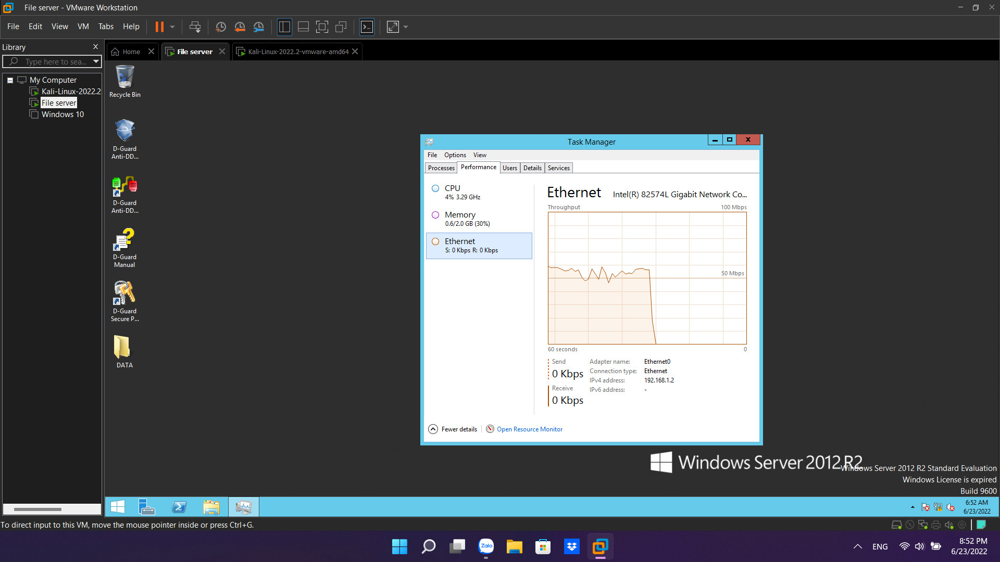 File server - VMware Workstation
File Edit View VM Tabs Help
Library
Type here to sea...
My Computer
Kali-Linux-2022.2
File server
Windows 10
Home
File server
Kali-Linux-2022.2-vmware-amd64
Recycle Bin
D-Guard
Anti-DD...
D-Guard
Anti-DD...
D-Guard
Manual
D-Guard
Secure P...
DATA
Task Manager
File Options View
Processes Performance Users Details Services
CPU
4% 3.29 GHz
Memory
0.6/2.0 GB (30%)
Ethernet
S: 0 Kbps R: 0 Kbps
Ethernet Intel(R) 82574L Gigabit Network Co...
Throughput 100 Mbps
50 Mbps
60 seconds 0
Send
0 Kbps
Receive
0 Kbps
Adapter name: Ethernet0
Connection type: Ethernet
IPv4 address: 192.168.1.2
IPv6 address: -
Fewer details Open Resource Monitor
Windows Server 2012 R2
Windows Server 2012 R2 Standard Evaluation
Windows License is expired
Build 9600
6:52 AM
6/23/2022
To direct input to this VM, move the mouse pointer inside or press Ctrl+G.
Zalo
ENG
8:52 PM
6/23/2022